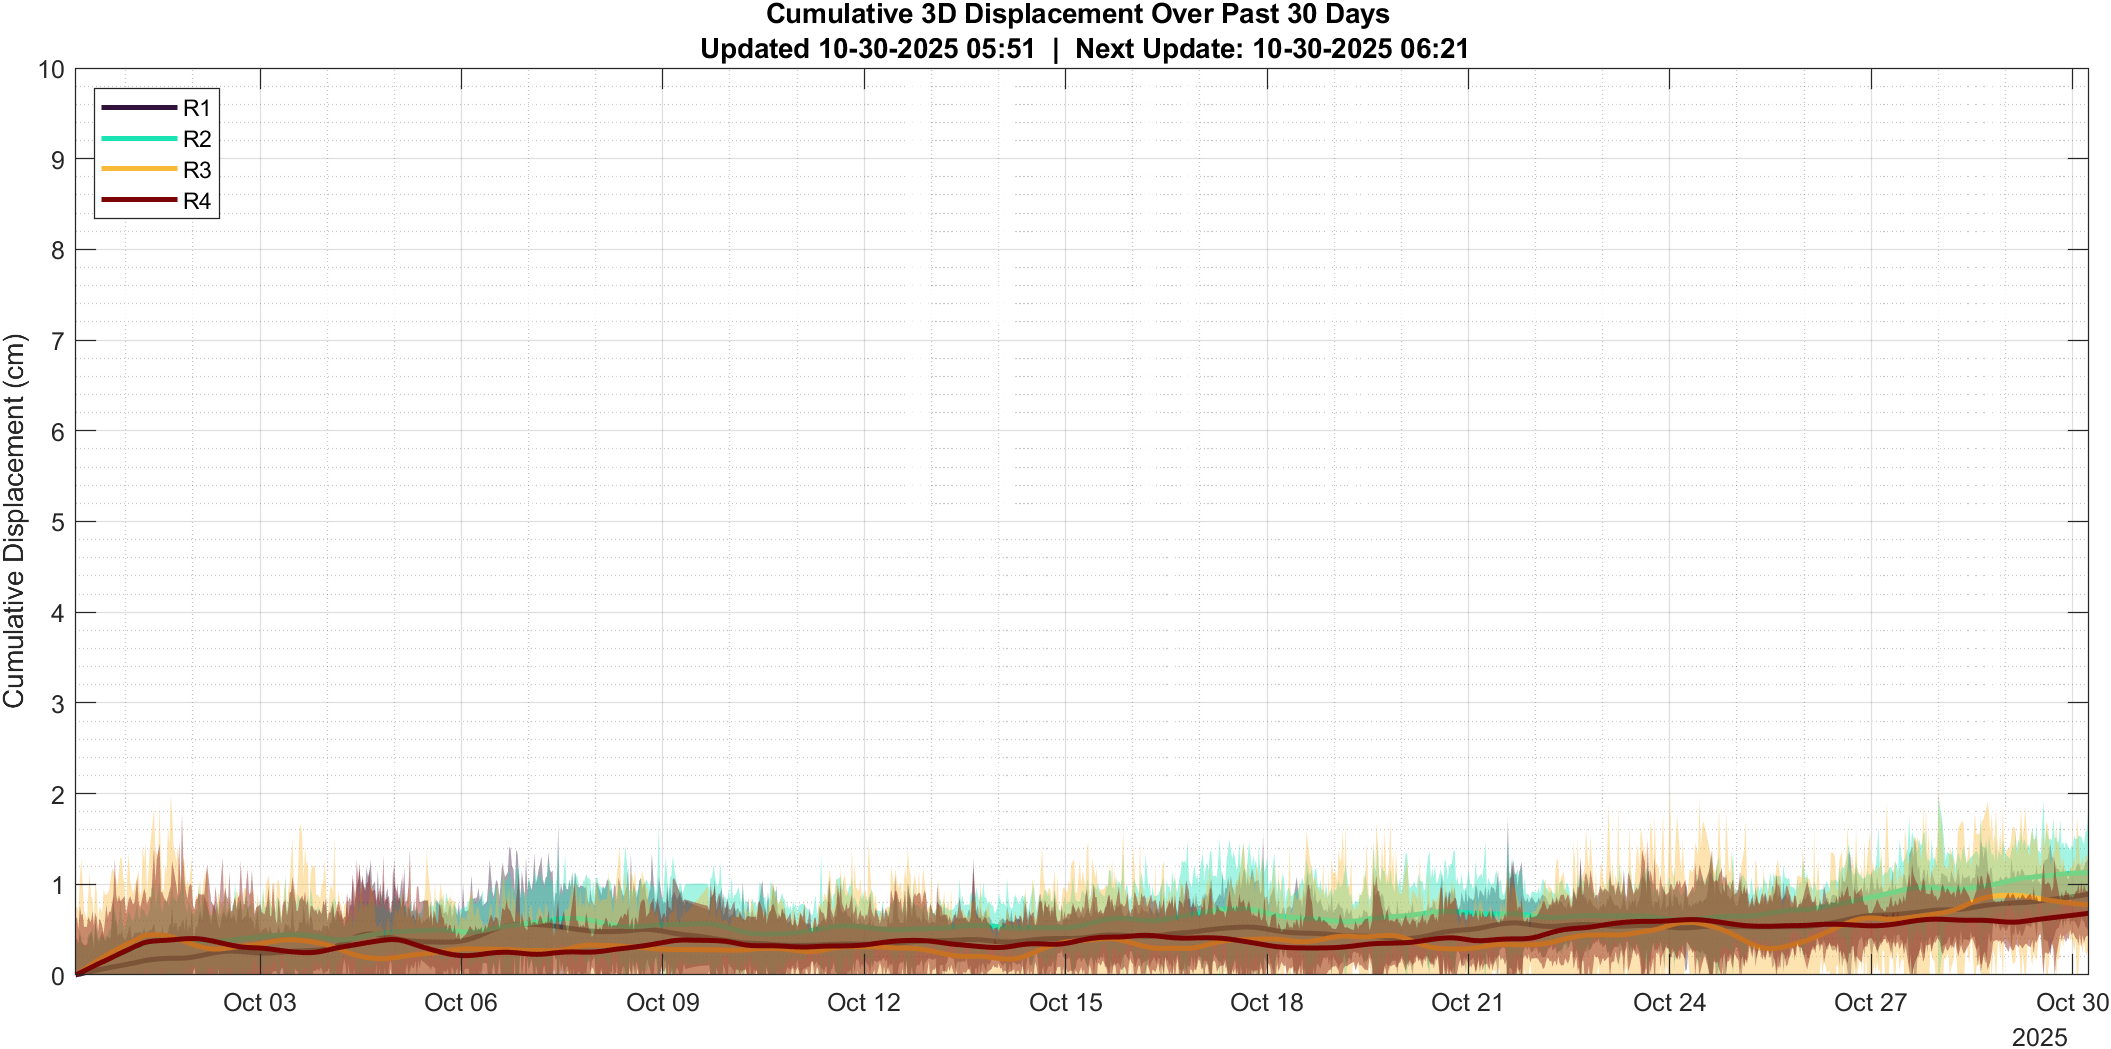 Cumulative 3D Displacement Over Past 30 Days
Updated 10-30-2025 05:51 | Next Update: 10-30-2025 06:21
R1
R2
R3
R4
Cumulative Displacement (cm)
10
9
8
7
6
5
4
3
2
1
0
Oct 03
Oct 06
Oct 09
Oct 12
Oct 15
Oct 18
Oct 21
Oct 24
Oct 27
Oct 30
2025